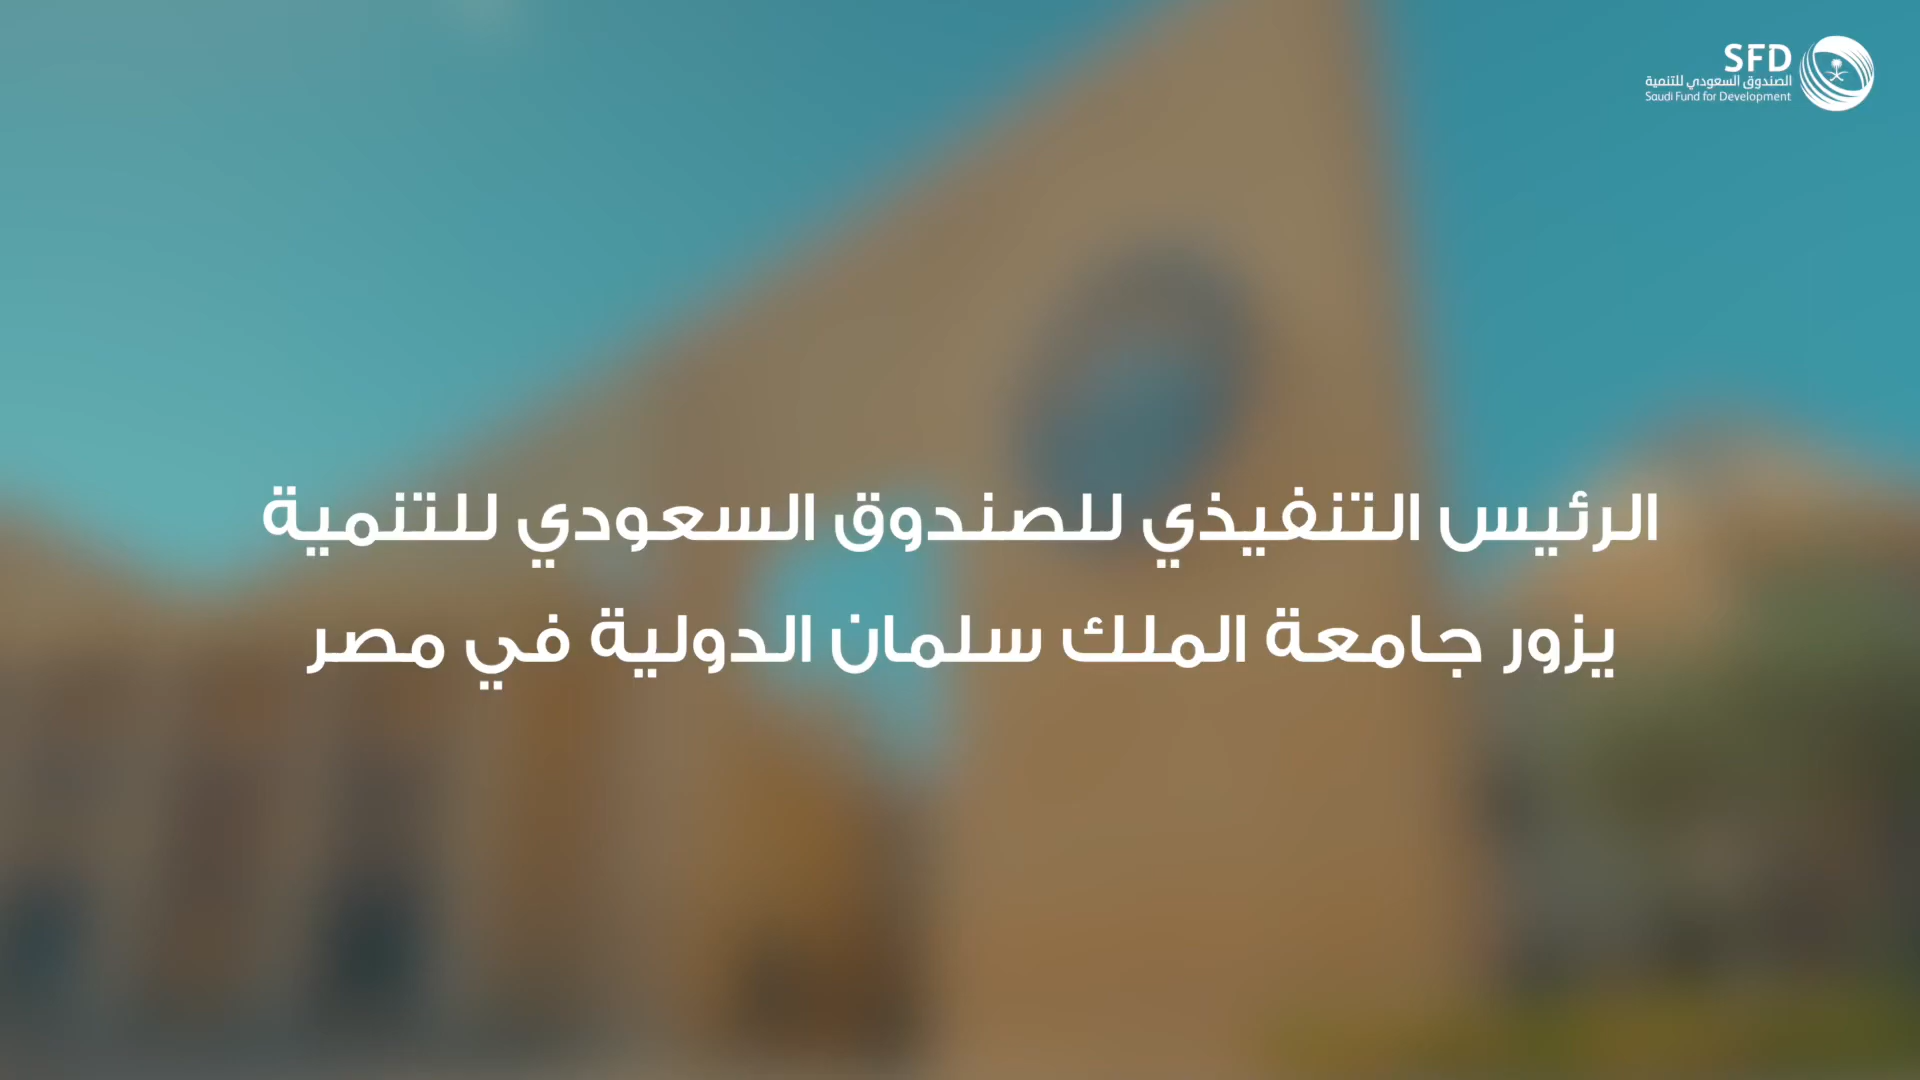 SFD
الصندوق السعودي للتنمية
Saudi Fund for Development
الرئيس التنفيذي للصندوق السعودي للتنمية
يزور جامعة الملك سلمان الدولية في مصر